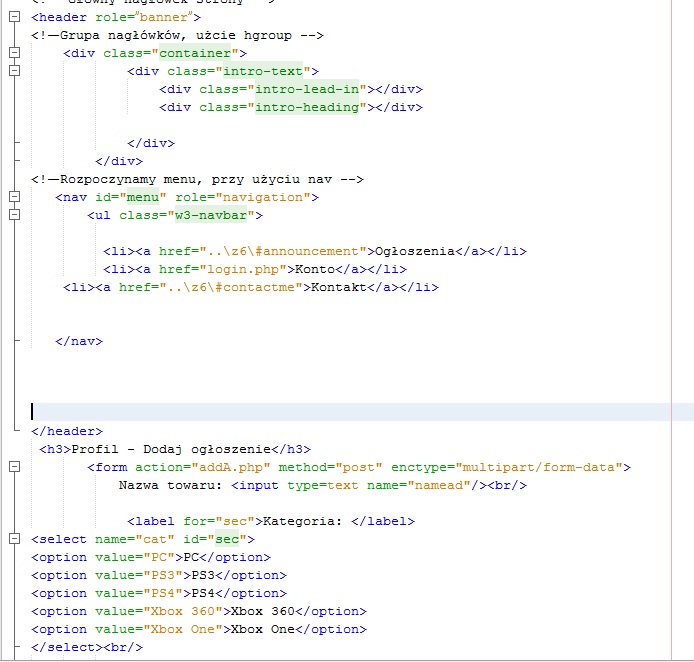 <header role="banner">
<!—Grupa nagłówków, użcie hgroup -->
<div class="container">
<div class="intro-text">
<div class="intro-lead-in"></div>
<div class="intro-heading"></div>
</div>
</div>
<!—Rozpoczynamy menu, przy użyciu nav -->
<nav id="menu" role="navigation">
<ul class="w3-navbar">
<li><a href="..\z6\#announcement">Ogłoszenia</a></li>
<li><a href="login.php">Konto</a></li>
<li><a href="..\z6\#contactme">Kontakt</a></li>
</nav>
</header>
<h3>Profil - Dodaj ogłoszenie</h3>
<form action="addA.php" method="post" enctype="multipart/form-data">
Nazwa towaru: <input type=text name="namead"/><br/>
<label for="sec">Kategoria: </label>
<select name="cat" id="sec">
<option value="PC">PC</option>
<option value="PS3">PS3</option>
<option value="PS4">PS4</option>
<option value="Xbox 360">Xbox 360</option>
<option value="Xbox One">Xbox One</option>
</select><br/>